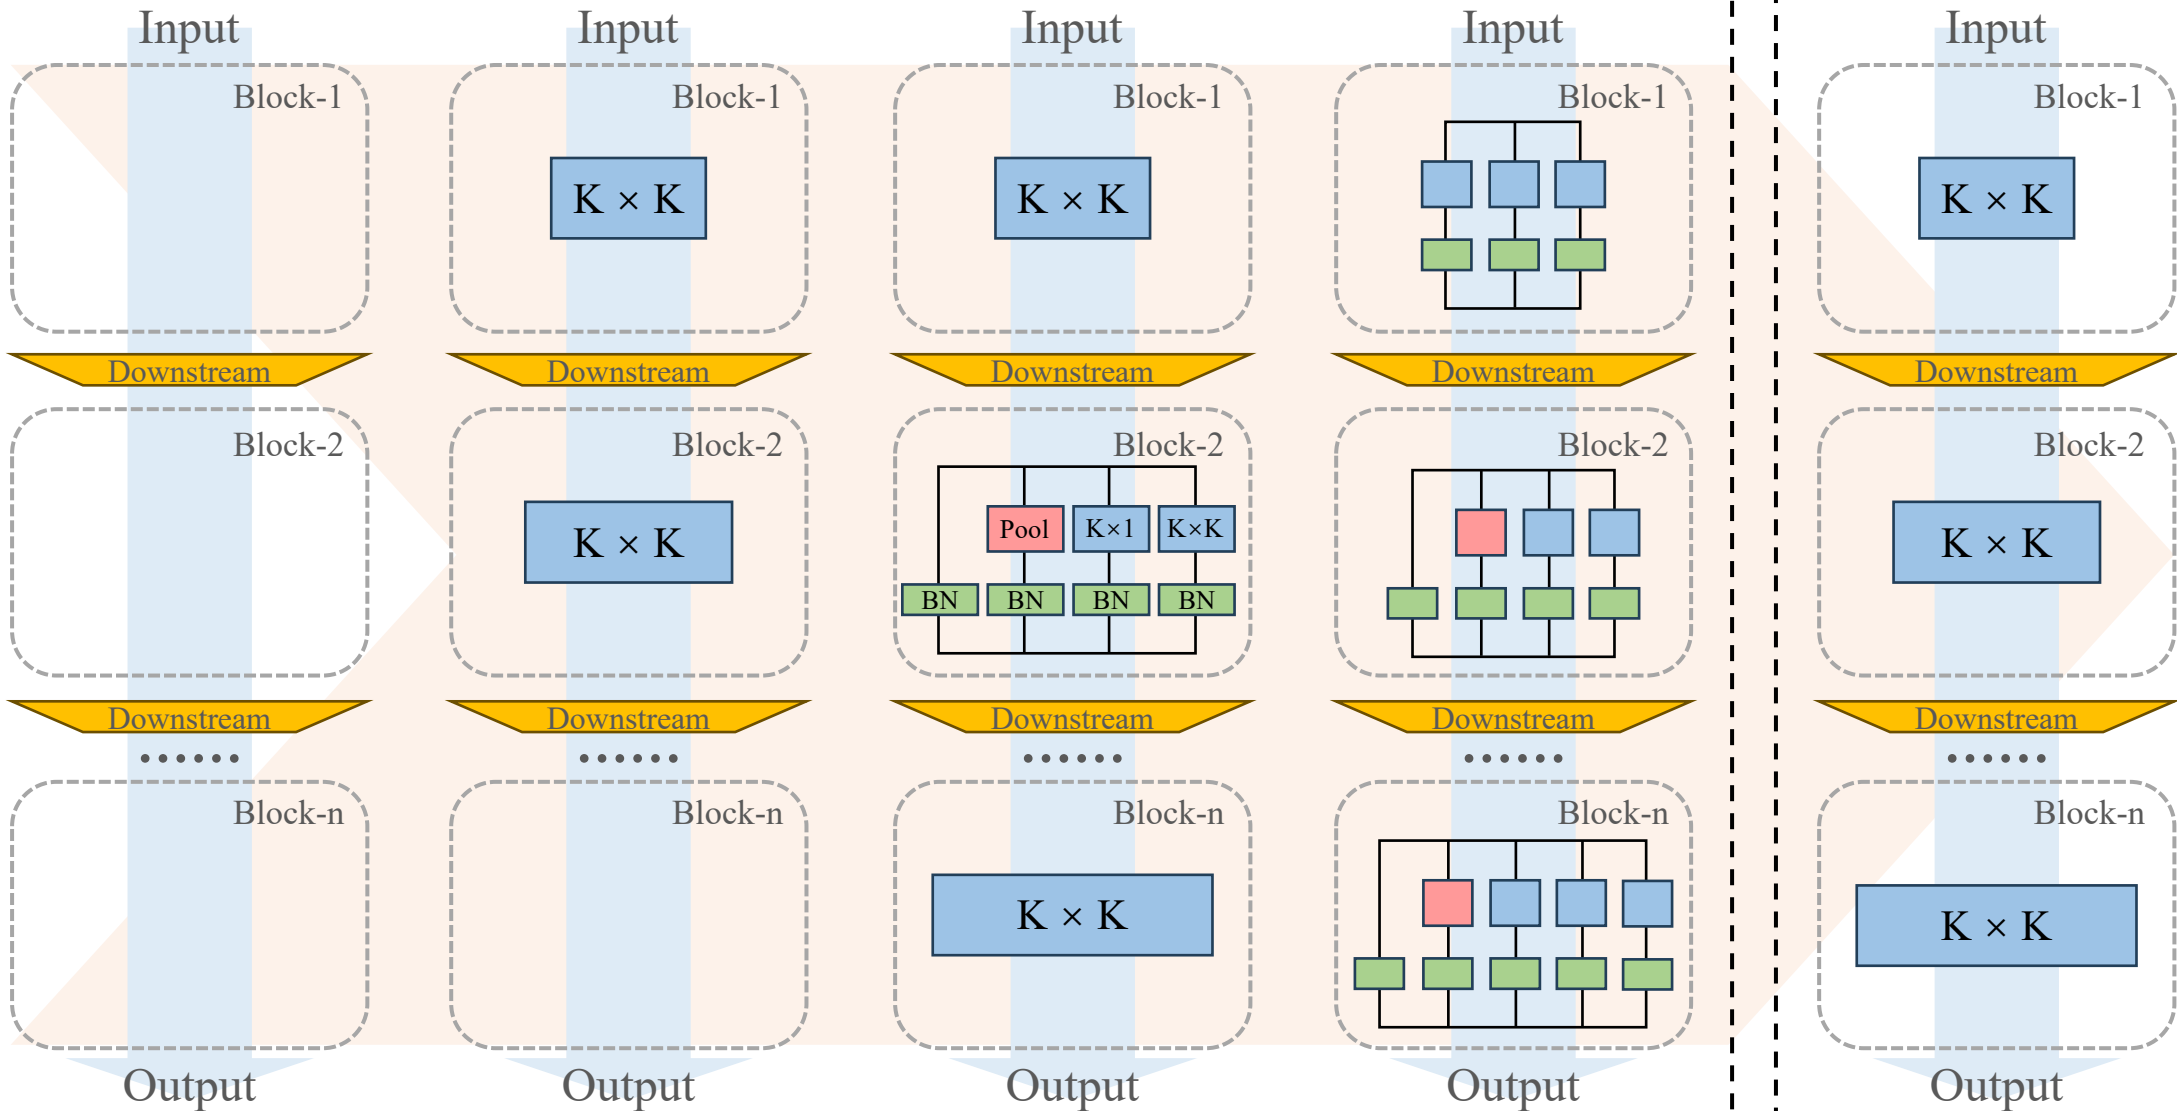 Input
Input
Input
Input
Input
Block-1
Block-1
Block-1
Block-1
Block-1
K × K
K × K
K × K
Downstream
Downstream
Downstream
Downstream
Downstream
Block-2
Block-2
Block-2
Block-2
Block-2
K × K
Pool
K×1
K×K
K × K
BN
BN
BN
BN
Downstream
Downstream
Downstream
Downstream
Downstream
......
......
......
......
......
Block-n
Block-n
Block-n
Block-n
Block-n
K × K
K × K
Output
Output
Output
Output
Output